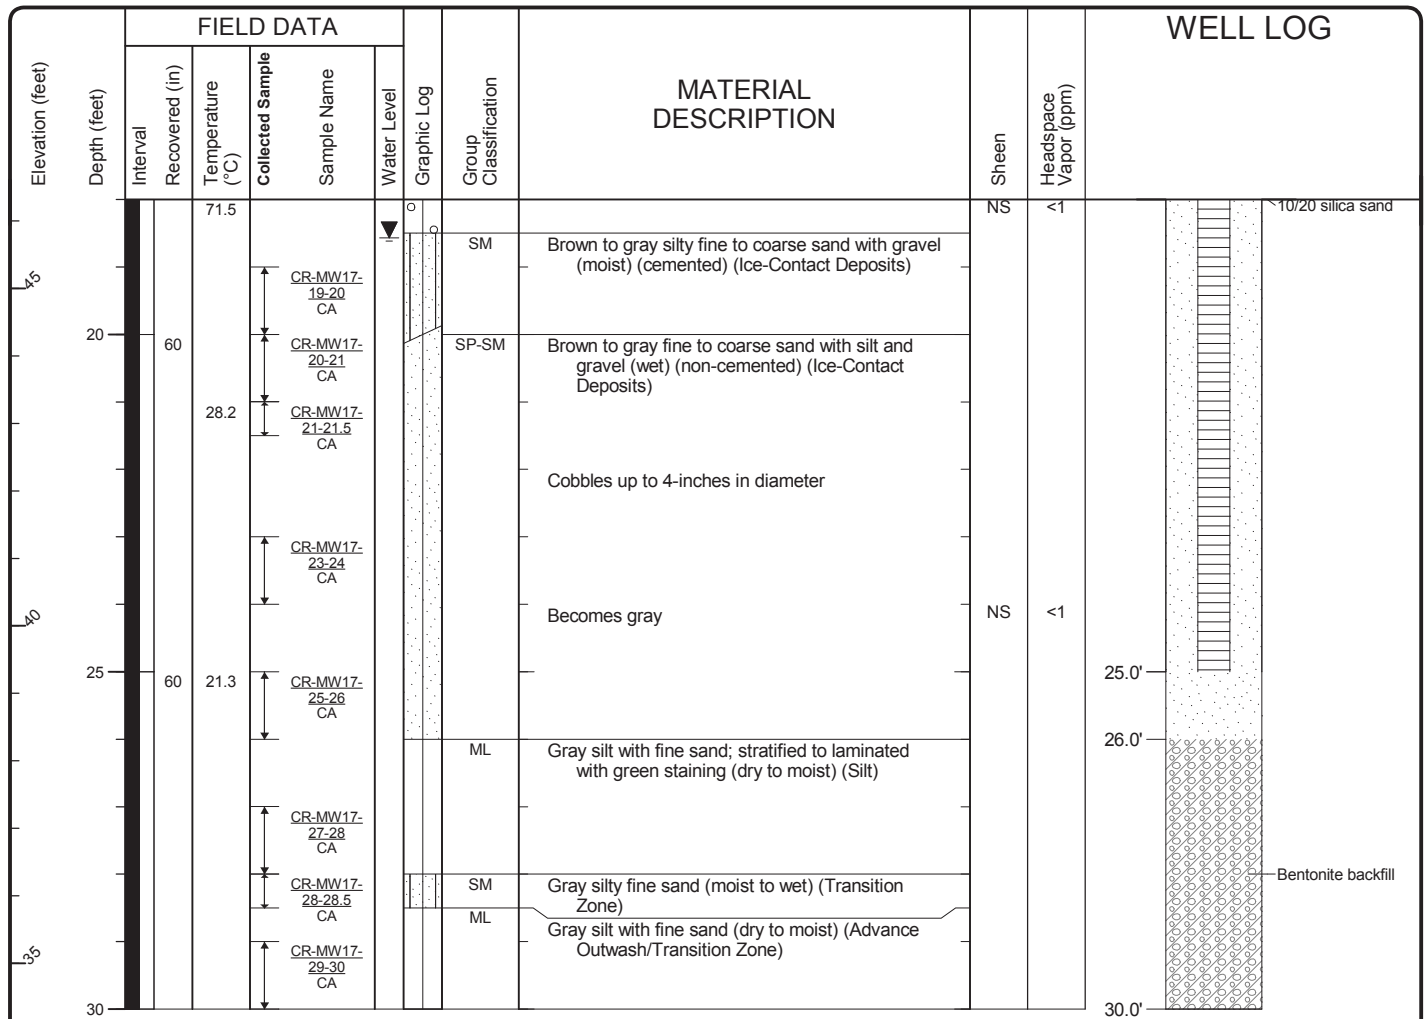 FIELD DATA
WELL LOG
Elevation (feet)
Depth (feet)
Interval
Recovered (in)
Temperature
(°C)
Collected Sample
Sample Name
Water Level
Graphic Log
Group
Classification
MATERIAL
DESCRIPTION
Sheen
Headspace
Vapor (ppm)
71.5
NS
<1
10/20 silica sand
SM
Brown to gray silty fine to coarse sand with gravel
(moist) (cemented) (Ice-Contact Deposits)
45
CR-MW17-
19-20
CA
20
60
CR-MW17-
20-21
CA
SP-SM
Brown to gray fine to coarse sand with silt and
gravel (wet) (non-cemented) (Ice-Contact
Deposits)
28.2
CR-MW17-
21-21.5
CA
Cobbles up to 4-inches in diameter
CR-MW17-
23-24
CA
40
Becomes gray
NS
<1
25
60
21.3
CR-MW17-
25-26
CA
25.0'
26.0'
ML
Gray silt with fine sand; stratified to laminated
with green staining (dry to moist) (Silt)
CR-MW17-
27-28
CA
CR-MW17-
28-28.5
CA
SM
Gray silty fine sand (moist to wet) (Transition
Zone)
Bentonite backfill
ML
Gray silt with fine sand (dry to moist) (Advance
Outwash/Transition Zone)
35
CR-MW17-
29-30
CA
30
30.0'